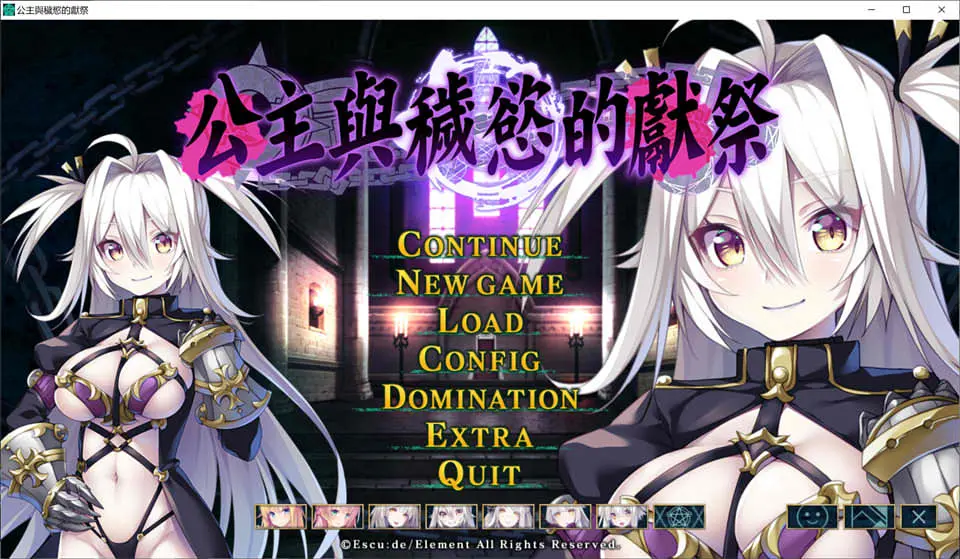 公主與穢慾的獻祭
公主與穢慾的獻祭
CONTINUE
NEW GAME
LOAD
CONFIG
DOMINATION
EXTRA
QUIT
©Escu:de/Element All Rights Reserved.